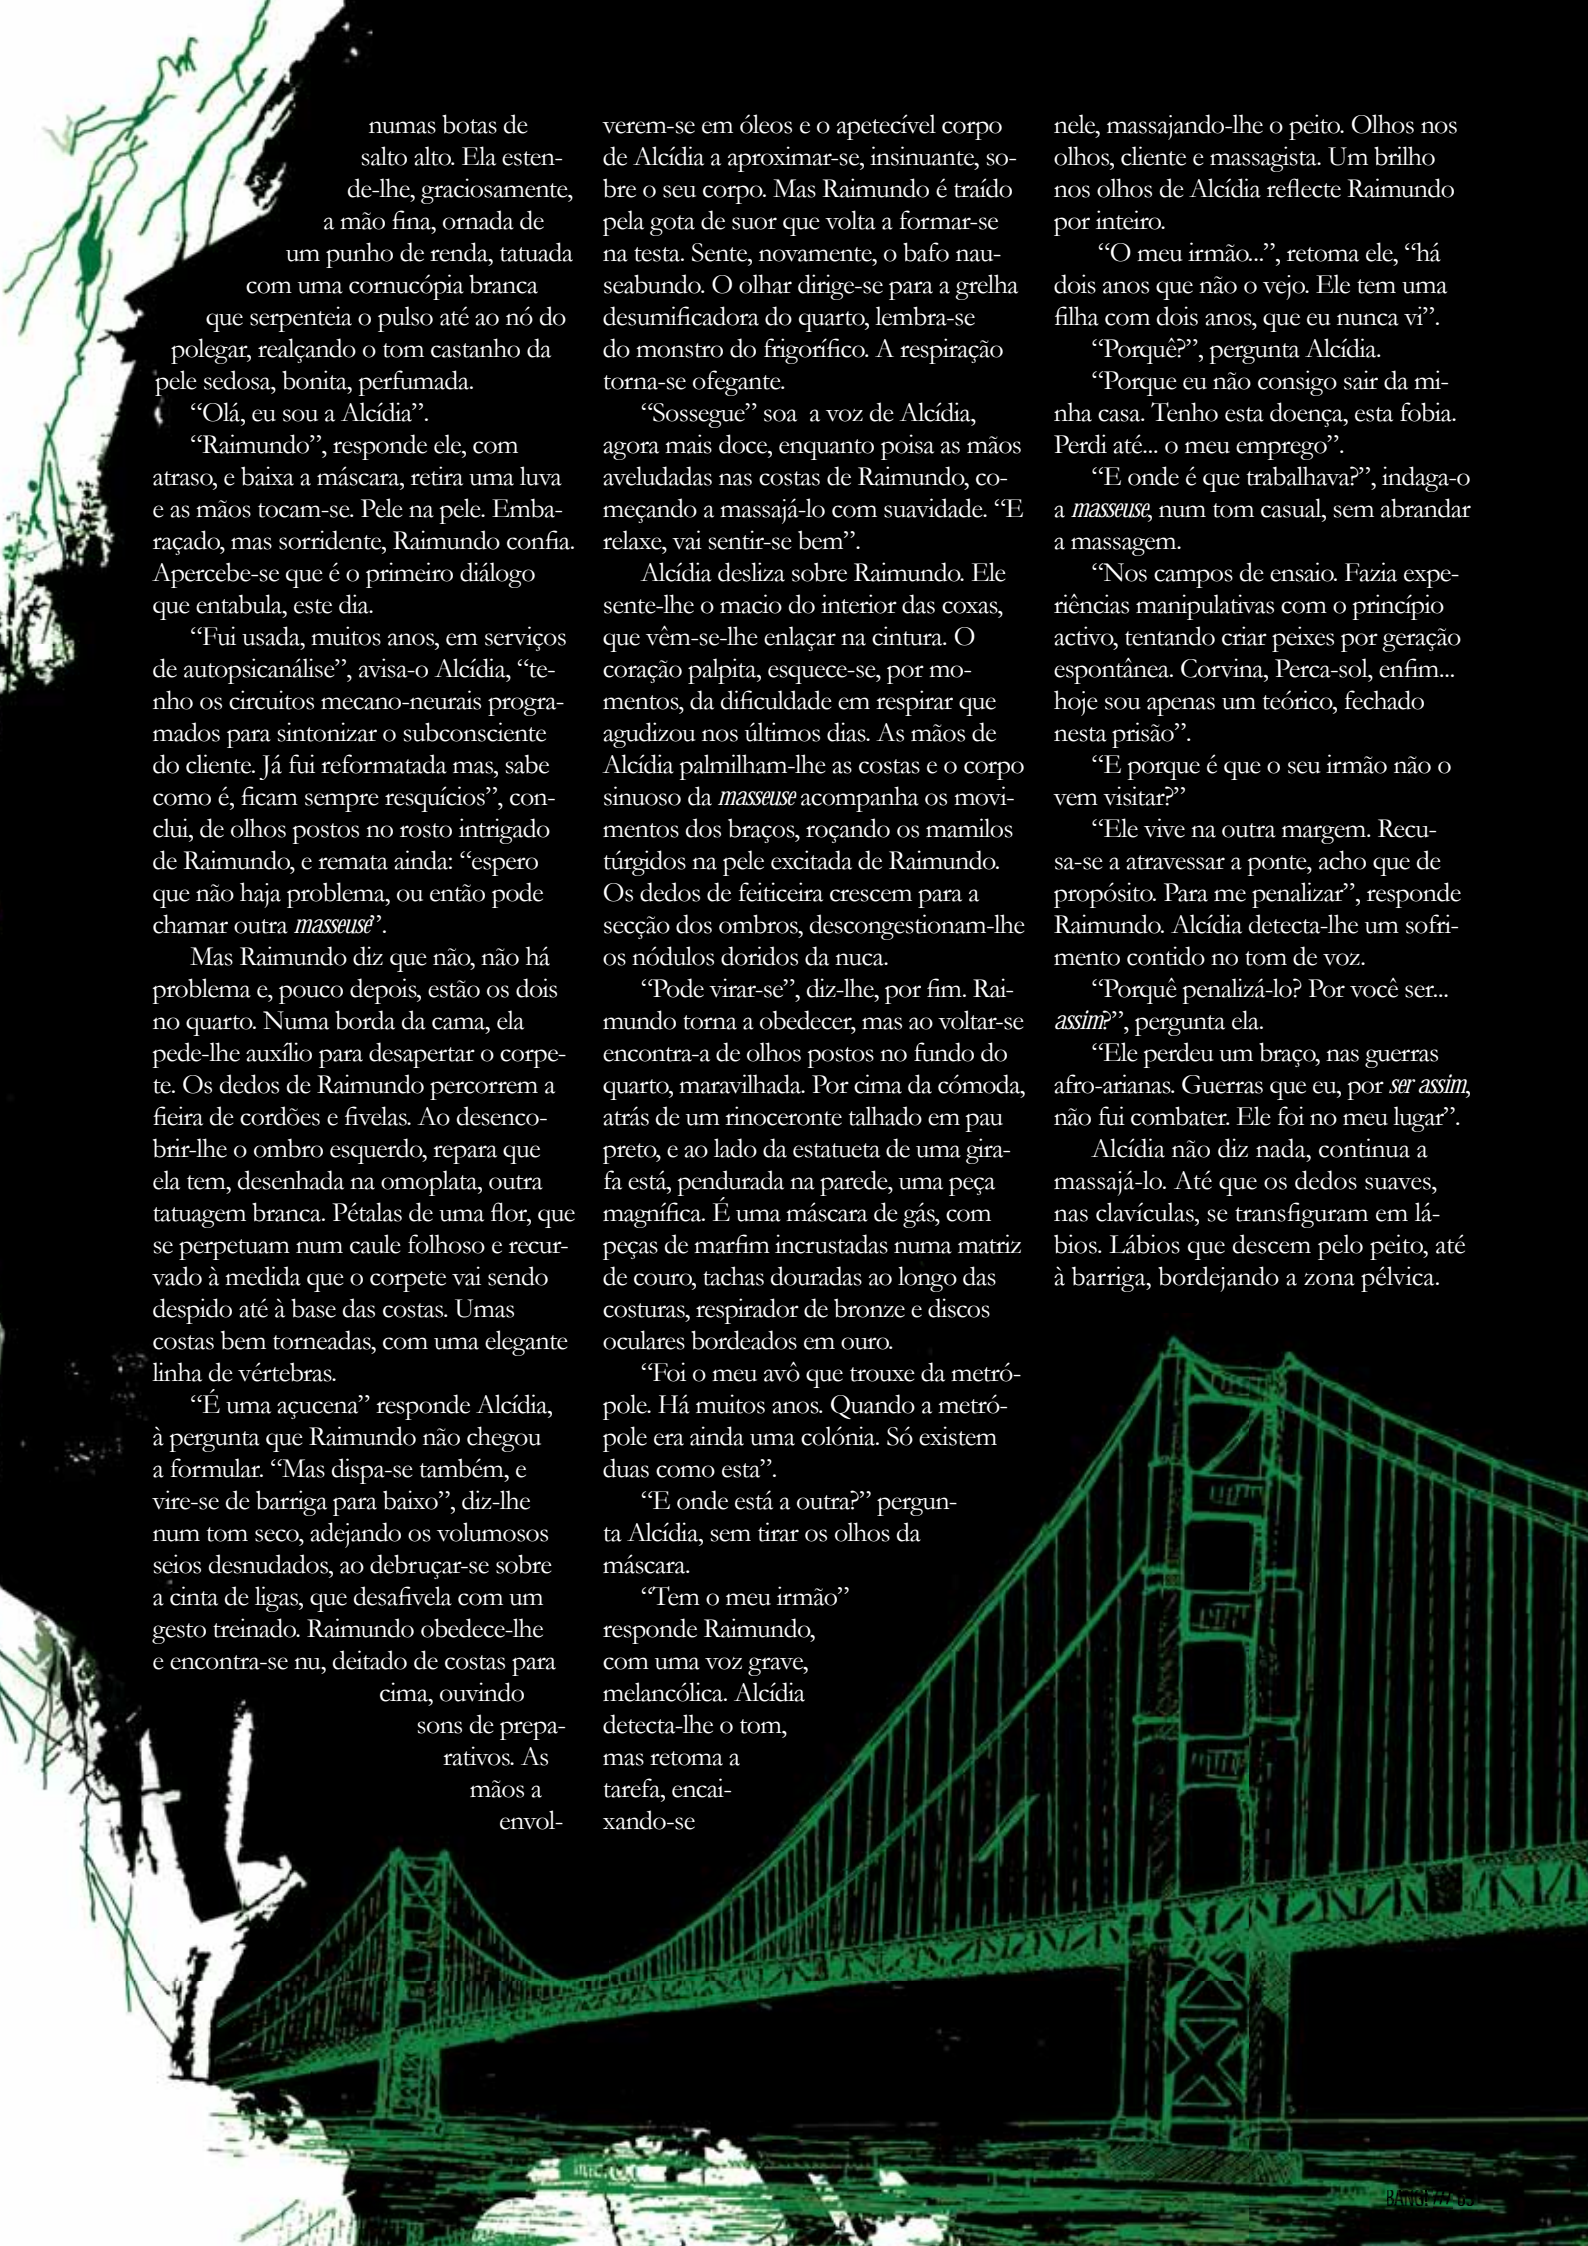 numas botas de
salto alto. Ela esten-
de-lhe, graciosamente,
a mão fina, ornada de
um punho de renda, tatuada
com uma cornucópia branca
que serpenteia o pulso até ao nó do
polegar, realçando o tom castanho da
pele sedosa, bonita, perfumada.
“Olá, eu sou a Alcídia”.
“Raimundo”, responde ele, com
atraso, e baixa a máscara, retira uma luva
e as mãos tocam-se. Pele na pele. Emba-
raçado, mas sorridente, Raimundo confia.
Apercebe-se que é o primeiro diálogo
que entabula, este dia.
“Fui usada, muitos anos, em serviços
de autopsicanálise”, avisa-o Alcídia, “te-
nho os circuitos mecano-neurais progra-
mados para sintonizar o subconsciente
do cliente. Já fui reformatada mas, sabe
como é, ficam sempre resquícios”, con-
clui, de olhos postos no rosto intrigado
de Raimundo, e remata ainda: “espero
que não haja problema, ou então pode
chamar outra masseuse”.
Mas Raimundo diz que não, não há
problema e, pouco depois, estão os dois
no quarto. Numa borda da cama, ela
pede-lhe auxílio para desapertar o corpe-
te. Os dedos de Raimundo percorrem a
fieira de cordões e fivelas. Ao desenco-
brir-lhe o ombro esquerdo, repara que
ela tem, desenhada na omoplata, outra
tatuagem branca. Pétalas de uma flor, que
se perpetuam num caule folhoso e recur-
vado à medida que o corpete vai sendo
despido até à base das costas. Umas
costas bem torneadas, com uma elegante
linha de vértebras.
“É uma açucena” responde Alcídia,
à pergunta que Raimundo não chegou
a formular. “Mas dispa-se também, e
vire-se de barriga para baixo”, diz-lhe
num tom seco, adejando os volumosos
seios desnudados, ao debruçar-se sobre
a cinta de ligas, que desafivela com um
gesto treinado. Raimundo obedece-lhe
e encontra-se nu, deitado de costas para
cima, ouvindo
sons de prepa-
rativos. As
mãos a
envol-
verem-se em óleos e o apetecível corpo
de Alcídia a aproximar-se, insinuante, so-
bre o seu corpo. Mas Raimundo é traído
pela gota de suor que volta a formar-se
na testa. Sente, novamente, o bafo nau-
seabundo. O olhar dirige-se para a grelha
desumificadora do quarto, lembra-se
do monstro do frigorífico. A respiração
torna-se ofegante.
“Sossegue” soa  a voz de Alcídia,
agora mais doce, enquanto poisa as mãos
aveludadas nas costas de Raimundo, co-
meçando a massajá-lo com suavidade. “E
relaxe, vai sentir-se bem”.
Alcídia desliza sobre Raimundo. Ele
sente-lhe o macio do interior das coxas,
que vêm-se-lhe enlaçar na cintura. O
coração palpita, esquece-se, por mo-
mentos, da dificuldade em respirar que
agudizou nos últimos dias. As mãos de
Alcídia palmilham-lhe as costas e o corpo
sinuoso da masseuse acompanha os movi-
mentos dos braços, roçando os mamilos
túrgidos na pele excitada de Raimundo.
Os dedos de feiticeira crescem para a
secção dos ombros, descongestionam-lhe
os nódulos doridos da nuca.
“Pode virar-se”, diz-lhe, por fim. Rai-
mundo torna a obedecer, mas ao voltar-se
encontra-a de olhos postos no fundo do
quarto, maravilhada. Por cima da cómoda,
atrás de um rinoceronte talhado em pau
preto, e ao lado da estatueta de uma gira-
fa está, pendurada na parede, uma peça
magnífica. É uma máscara de gás, com
peças de marfim incrustadas numa matriz
de couro, tachas douradas ao longo das
costuras, respirador de bronze e discos
oculares bordeados em ouro.
“Foi o meu avô que trouxe da metró-
pole. Há muitos anos. Quando a metró-
pole era ainda uma colónia. Só existem
duas como esta”.
“E onde está a outra?” pergun-
ta Alcídia, sem tirar os olhos da
máscara.
“Tem o meu irmão”
responde Raimundo,
com uma voz grave,
melancólica. Alcídia
detecta-lhe o tom,
mas retoma a
tarefa, encai-
xando-se
nele, massajando-lhe o peito. Olhos nos
olhos, cliente e massagista. Um brilho
nos olhos de Alcídia reflecte Raimundo
por inteiro.
“O meu irmão...”, retoma ele, “há
dois anos que não o vejo. Ele tem uma
filha com dois anos, que eu nunca vi”.
“Porquê?”, pergunta Alcídia.
“Porque eu não consigo sair da mi-
nha casa. Tenho esta doença, esta fobia.
Perdi até... o meu emprego”.
“E onde é que trabalhava?”, indaga-o
a masseuse, num tom casual, sem abrandar
a massagem.
“Nos campos de ensaio. Fazia expe-
riências manipulativas com o princípio
activo, tentando criar peixes por geração
espontânea. Corvina, Perca-sol, enfim...
hoje sou apenas um teórico, fechado
nesta prisão”.
“E porque é que o seu irmão não o
vem visitar?”
“Ele vive na outra margem. Recu-
sa-se a atravessar a ponte, acho que de
propósito. Para me penalizar”, responde
Raimundo. Alcídia detecta-lhe um sofri-
mento contido no tom de voz.
“Porquê penalizá-lo? Por você ser...
assim?”, pergunta ela.
“Ele perdeu um braço, nas guerras
afro-arianas. Guerras que eu, por ser assim,
não fui combater. Ele foi no meu lugar”.
Alcídia não diz nada, continua a
massajá-lo. Até que os dedos suaves,
nas clavículas, se transfiguram em lá-
bios. Lábios que descem pelo peito, até
à barriga, bordejando a zona pélvica.
BANG!